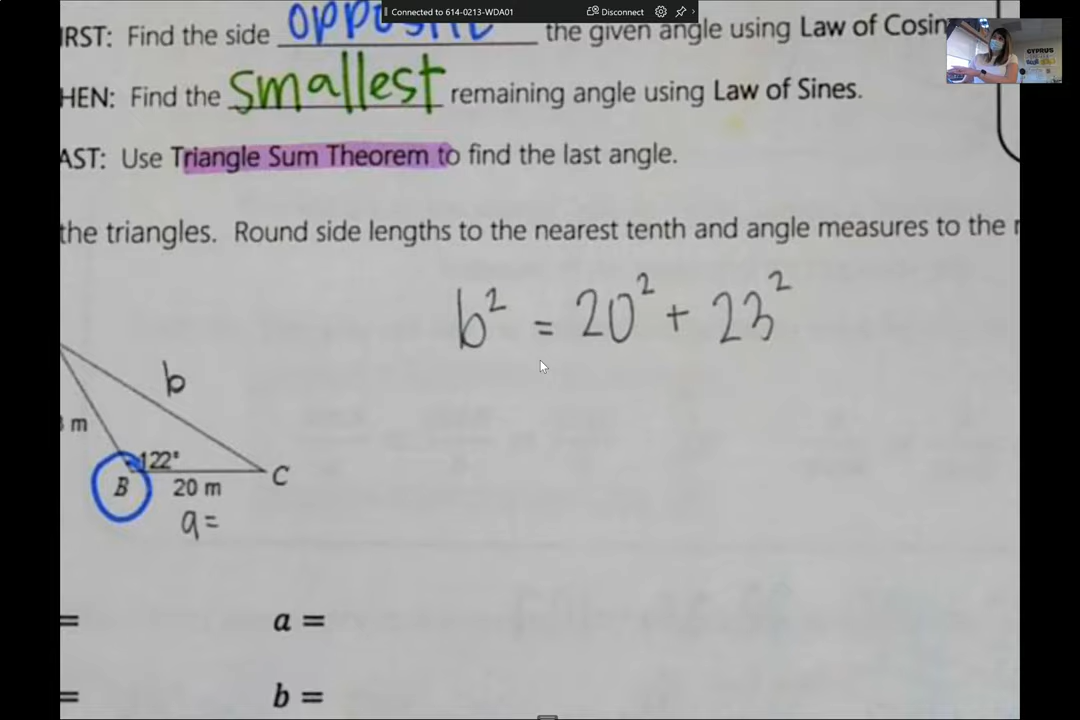 Connected to 614-0213-WDA01 Disconnect
IRST: Find the side opposite the given angle using Law of Cosin
CYPRUS
HEN: Find the smallest remaining angle using Law of Sines.
AST: Use Triangle Sum Theorem to find the last angle.
the triangles. Round side lengths to the nearest tenth and angle measures to the
b² = 20² + 23²
b
m
122°
B
20 m
C
a =
= a =
= b =